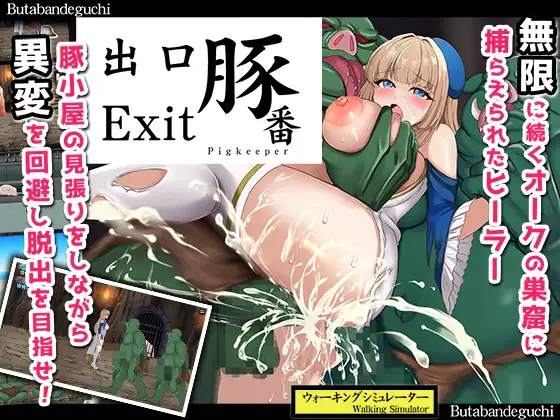 Butabandeguchi
出口 豚番
Exit
Pigkeeper
無限に続くオークの巣窟に
捕らえられたヒーラー
豚小屋の見張りをしながら
異変を回避し脱出を目指せ!
ウォーキングシミュレーター
Walking Simulator
Butabandeguchi